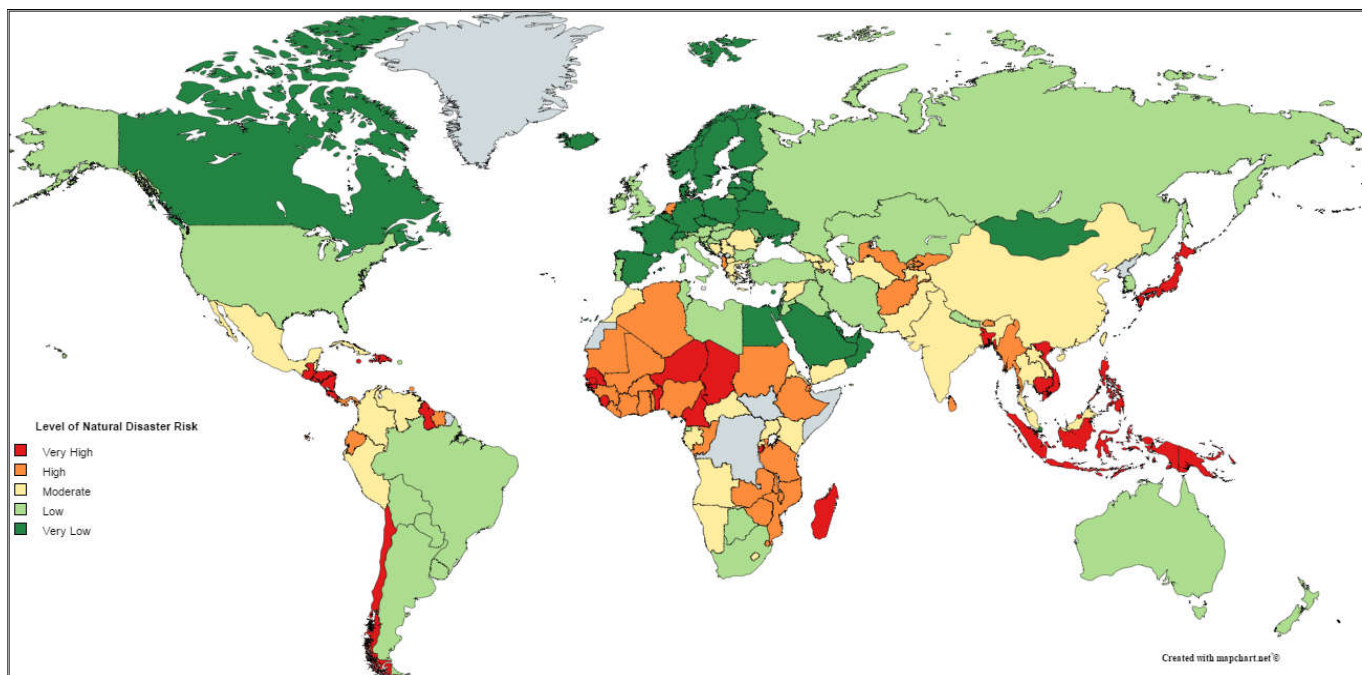 Level of Natural Disaster Risk
Very High
High
Moderate
Low
Very Low
Created with mapchart.net ©